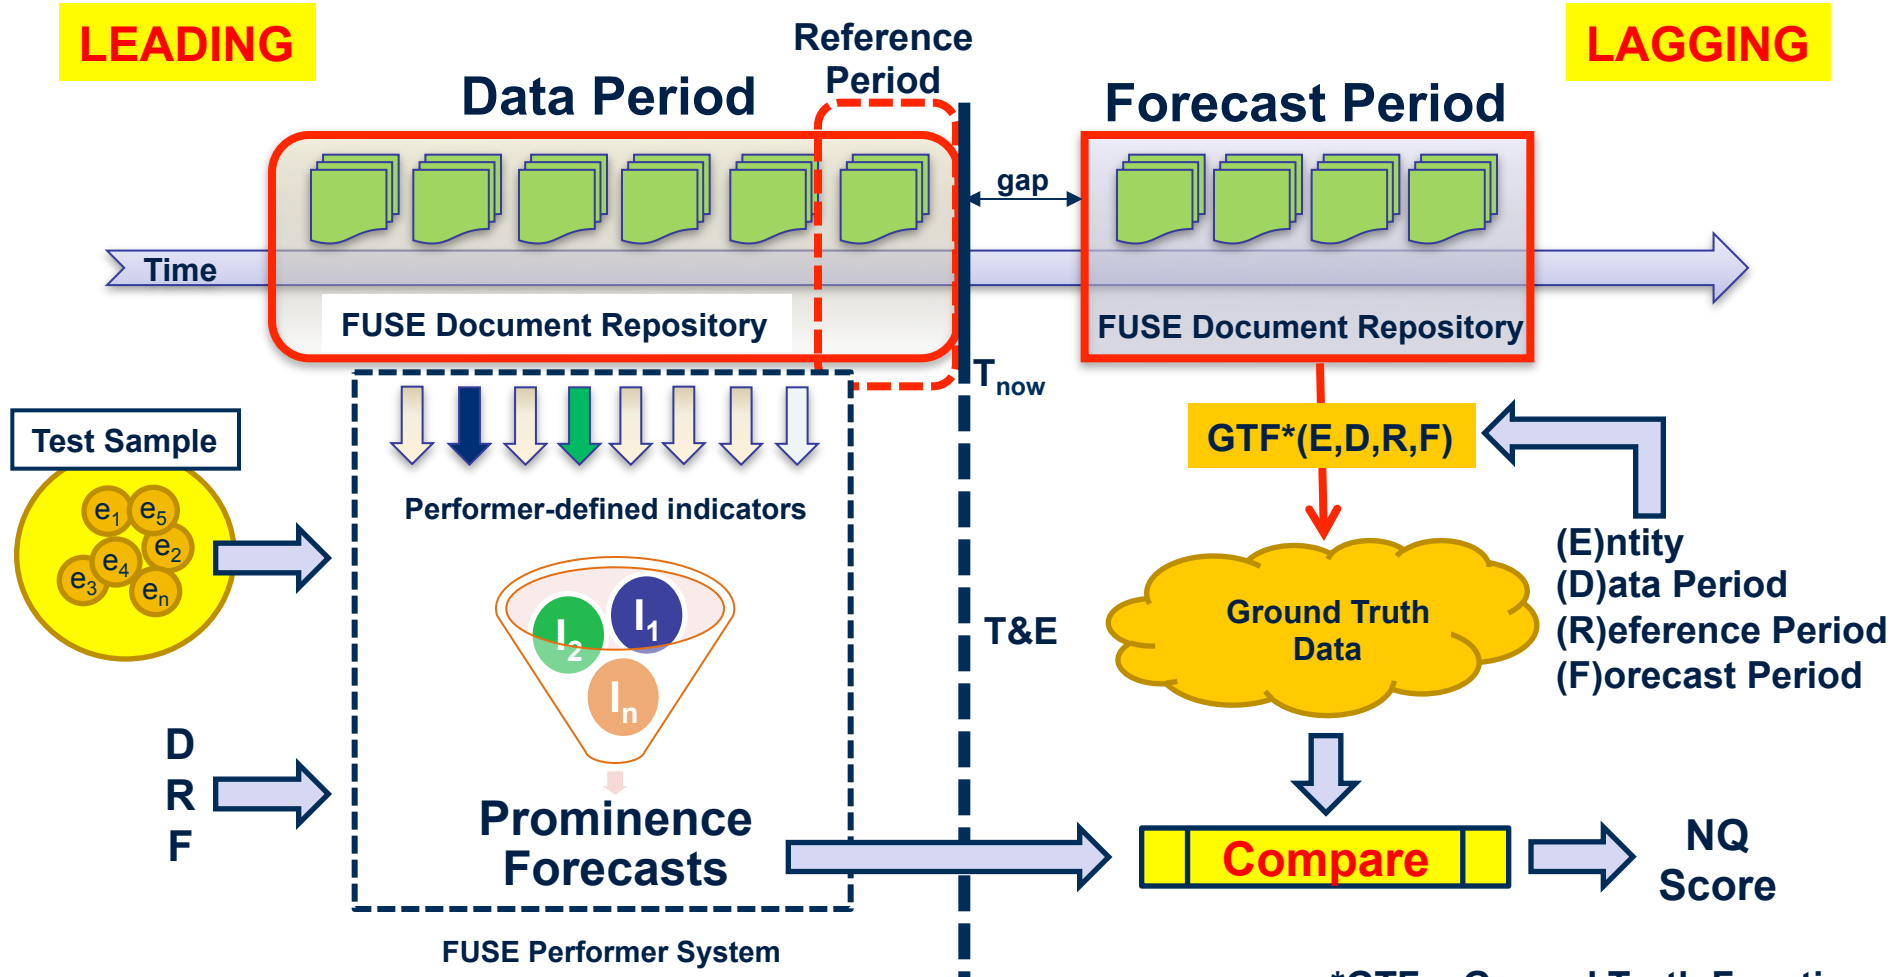 LEADING
LAGGING
Reference
Period
Data Period
Forecast Period
gap
Time
FUSE Document Repository
FUSE Document Repository
Tnow
Test Sample
GTF*(E,D,R,F)
e1
e5
e2
e4
e3
en
Performer-defined indicators
(E)ntity
(D)ata Period
(R)eference Period
(F)orecast Period
I1
I2
In
T&E
Ground Truth
Data
D
R
F
Prominence
Forecasts
Compare
NQ
Score
FUSE Performer System